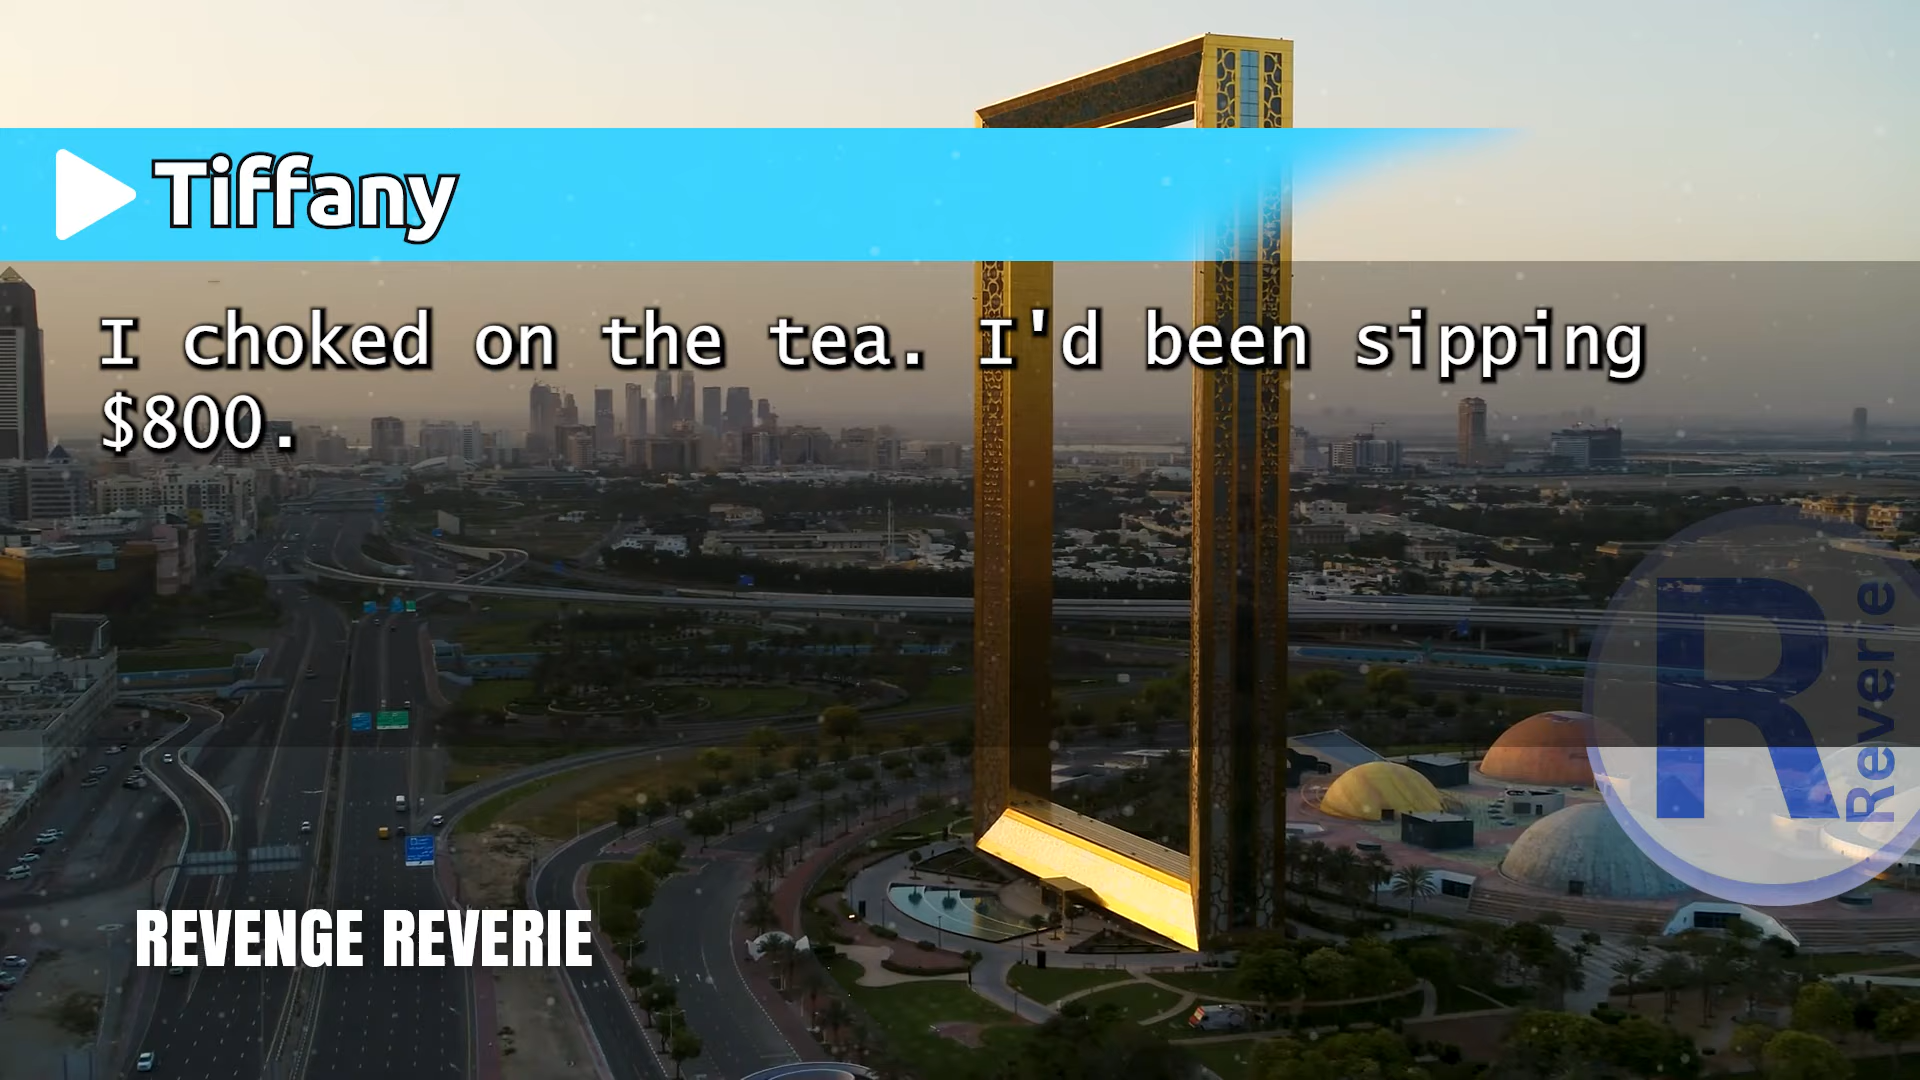 Tiffany
I choked on the tea. I'd been sipping
$800.
R
Reverie
REVENGE REVERIE